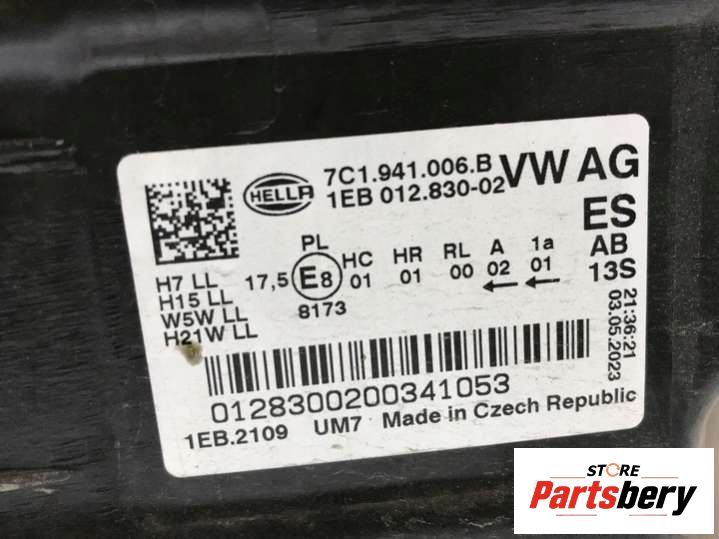 HELLA
7C1.941.006.B
1EB 012.830-02
VW AG
ES
AB
13S
PL
17,5 E8
8173
HC HR RL A 1a
01 01 00 02 01
H7 LL
H15 LL
W5W LL
H21W LL
21:36:21
03.05.2023
0128300200341053
1EB.2109 UM7 Made in Czech Republic
STORE
Partsbery